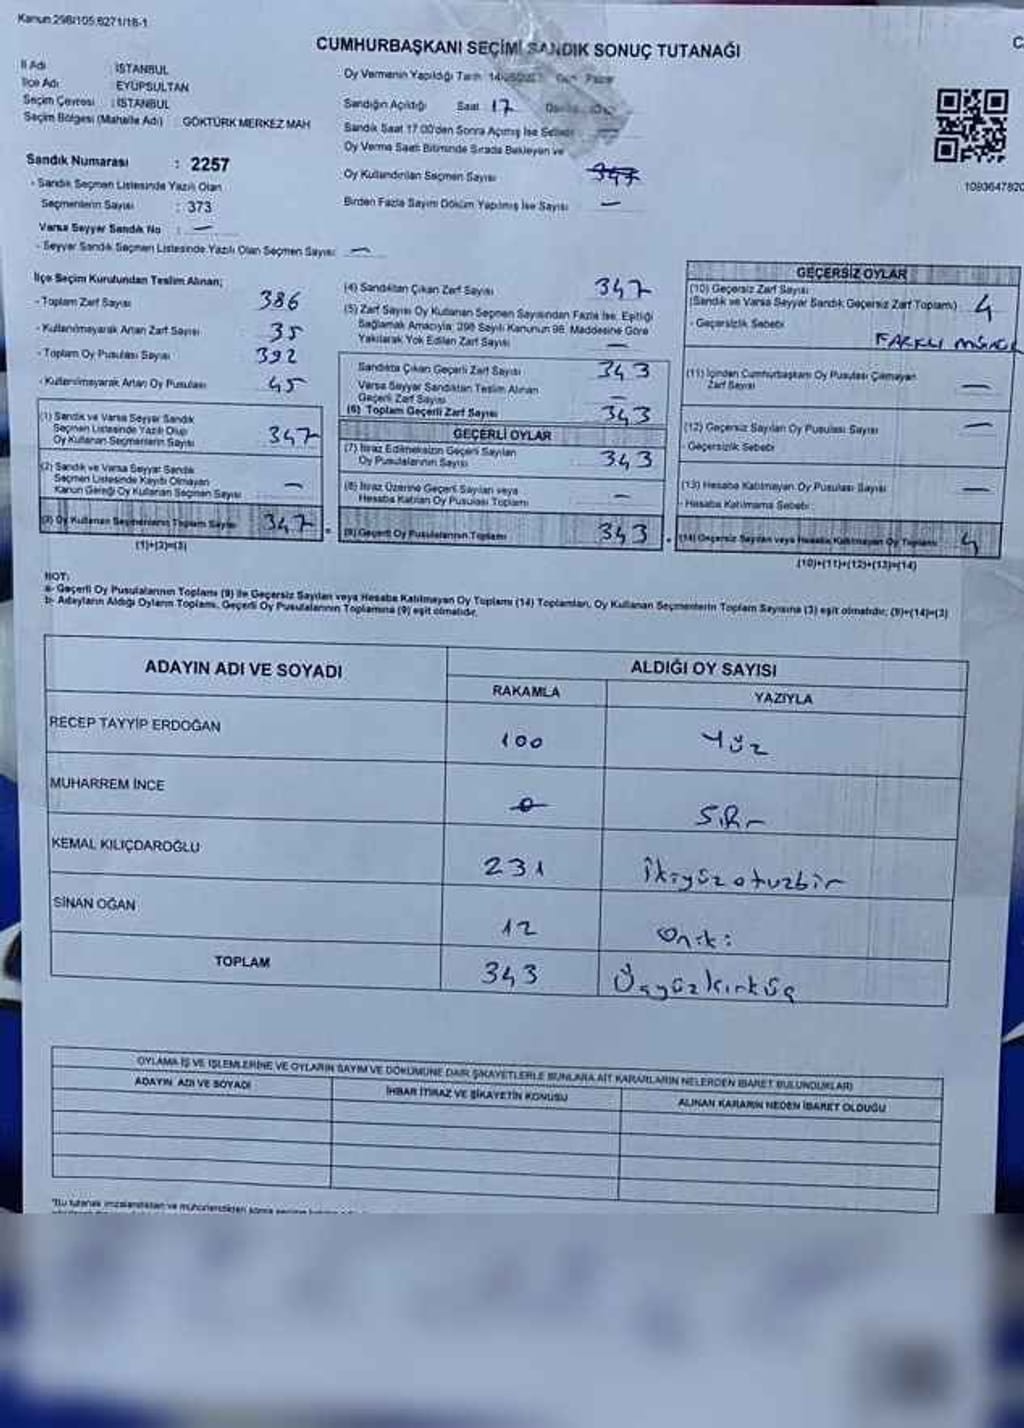 Kanun:298/105,6271/18-1
CUMHURBAŞKANI SEÇİMİ SANDIK SONUÇ TUTANAĞI
C
İl Adı : İSTANBUL
İlçe Adı : EYÜPSULTAN
Seçim Çevresi : İSTANBUL
Seçim Bölgesi (Mahalle Adı) : GÖKTÜRK MERKEZ MAH
Sandık Numarası : 2257
- Sandık Seçmen Listesinde Yazılı Olan
Seçmenlerin Sayısı : 373
Varsa Seyyar Sandık No : —
- Seyyar Sandık Seçmen Listesinde Yazılı Olan Seçmen Sayısı: —
Oy Vermenin Yapıldığı Tarih
Sandığın Açıldığı Saat 17
Sandık Saat 17:00'den Sonra Açılmış İse Sebebi
Oy Verme Saati Bitiminde Sırada Bekleyen ve
Oy Kullandırılan Seçmen Sayısı 347
Birden Fazla Sayım Döküm Yapılmış İse Sayısı —
1093647820
İlçe Seçim Kurulundan Teslim Alınan;
- Toplam Zarf Sayısı 386
- Kullanılmayarak Artan Zarf Sayısı 35
- Toplam Oy Pusulası Sayısı 392
- Kullanılmayarak Artan Oy Pusulası 45
(1) Sandık ve Varsa Seyyar Sandık
Seçmen Listesinde Yazılı Olup
Oy Kullanan Seçmenlerin Sayısı 347
(2) Sandık ve Varsa Seyyar Sandık
Seçmen Listesinde Kaydı Olmayan
Kanun Gereği Oy Kullanan Seçmen Sayısı —
(3) Oy Kullanan Seçmenlerin Toplam Sayısı 347
(1)+(2)=(3)
(4) Sandıktan Çıkan Zarf Sayısı 347
(5) Zarf Sayısı Oy Kullanan Seçmen Sayısından Fazla İse, Eşitliği
Sağlamak Amacıyla; 298 Sayılı Kanunun 98. Maddesine Göre
Yakılarak Yok Edilen Zarf Sayısı —
Sandıkta Çıkan Geçerli Zarf Sayısı 343
Varsa Seyyar Sandıktan Teslim Alınan
Geçerli Zarf Sayısı —
(6) Toplam Geçerli Zarf Sayısı 343
GEÇERLİ OYLAR
(7) İtiraz Edilmeksizin Geçerli Sayılan
Oy Pusulalarının Sayısı 343
(8) İtiraz Üzerine Geçerli Sayılan veya
Hesaba Katılan Oy Pusulası Toplamı —
(9) Geçerli Oy Pusulalarının Toplamı 343
GEÇERSİZ OYLAR
(10) Geçersiz Zarf Sayısı
(Sandık ve Varsa Seyyar Sandık Geçersiz Zarf Toplamı) 4
- Geçersizlik Sebebi
FARKLI
(11) İçinden Cumhurbaşkanı Oy Pusulası Çıkmayan
Zarf Sayısı —
(12) Geçersiz Sayılan Oy Pusulası Sayısı —
- Geçersizlik Sebebi
(13) Hesaba Katılmayan Oy Pusulası Sayısı —
- Hesaba Katılmama Sebebi :
(14) Geçersiz Sayılan veya Hesaba Katılmayan Oy Toplamı 4
(10)+(11)+(12)+(13)=(14)
NOT:
a- Geçerli Oy Pusulalarının Toplamı (9) ile Geçersiz Sayılan veya Hesaba Katılmayan Oy Toplamı (14) Toplamları, Oy Kullanan Seçmenlerin Toplam Sayısına (3) eşit olmalıdır; (9)+(14)=(3)
b- Adayların Aldığı Oyların Toplamı, Geçerli Oy Pusulalarının Toplamına (9) eşit olmalıdır.
ADAYIN ADI VE SOYADI
ALDIĞI OY SAYISI
RAKAMLA YAZIYLA
RECEP TAYYİP ERDOĞAN 100 Yüz
MUHARREM İNCE 0 Sıfır
KEMAL KILIÇDAROĞLU 231 İkiyüzotuzbir
SİNAN OĞAN 12 Oniki
TOPLAM 343 Üçyüzkırküç
OYLAMA İŞ VE İŞLEMLERİNE VE OYLARIN SAYIM VE DÖKÜMÜNE DAİR ŞİKAYETLERLE BUNLARA AİT KARARLARIN NELERDEN İBARET BULUNDUKLARI
ADAYIN ADI VE SOYADI İHBAR İTİRAZ VE ŞİKAYETİN KONUSU ALINAN KARARIN NEDEN İBARET OLDUĞU
"Bu tutanak imzalandıktan ve mühürlendikten sonra